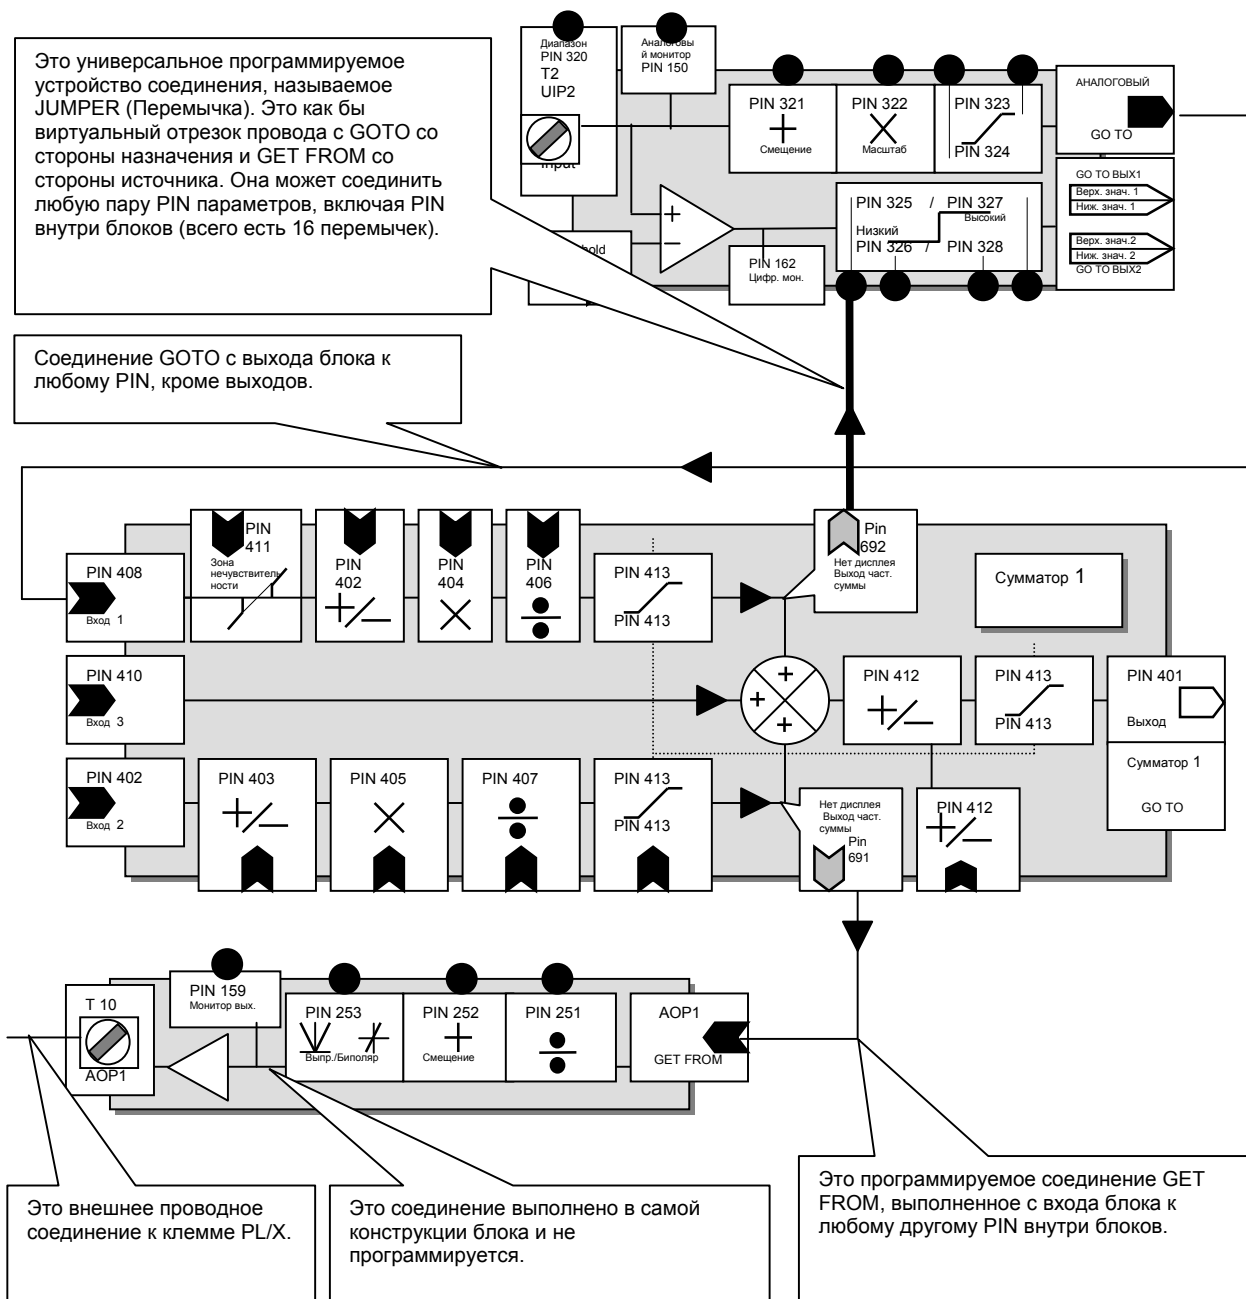 Это универсальное программируемое
устройство соединения, называемое
JUMPER (Перемычка). Это как бы
виртуальный отрезок провода с GOTO со
стороны назначения и GET FROM со
стороны источника. Она может соединить
любую пару PIN параметров, включая PIN
внутри блоков (всего есть 16 перемычек).
Диапазон
PIN 320
T2
UIP2
Аналоговы
й монитор
PIN 150
PIN 321
Смещение
PIN 322
Масштаб
PIN 323
PIN 324
АНАЛОГОВЫЙ
GO TO
GO TO ВЫХ1
Верх. знач. 1
Ниж. знач. 1
Верх. знач.2
Ниж. знач. 2
GO TO ВЫХ2
PIN 325 / PIN 327
Высокий
Низкий
PIN 326 / PIN 328
PIN 162
Цифр. мон.
Соединение GOTO с выхода блока к
любому PIN, кроме выходов.
PIN 408
Вход 1
PIN
411
Зона
нечувствитель
ности
PIN
402
PIN
404
PIN
406
PIN 413
PIN 413
Pin
692
Нет дисплея
Выход част.
суммы
Сумматор 1
PIN 410
Вход 3
PIN 412
PIN 413
PIN 413
PIN 401
Выход
Сумматор 1
GO TO
PIN 402
Вход 2
PIN 403
PIN 405
PIN 407
PIN 413
PIN 413
Нет дисплея
Выход част.
суммы
Pin
691
PIN 412
T 10
AOP1
PIN 159
Монитор вых.
PIN 253
Выпр./Биполяр
PIN 252
Смещение
PIN 251
AOP1
GET FROM
Это внешнее проводное
соединение к клемме PL/X.
Это соединение выполнено в самой
конструкции блока и не
программируется.
Это программируемое соединение GET
FROM, выполненное с входа блока к
любому другому PIN внутри блоков.